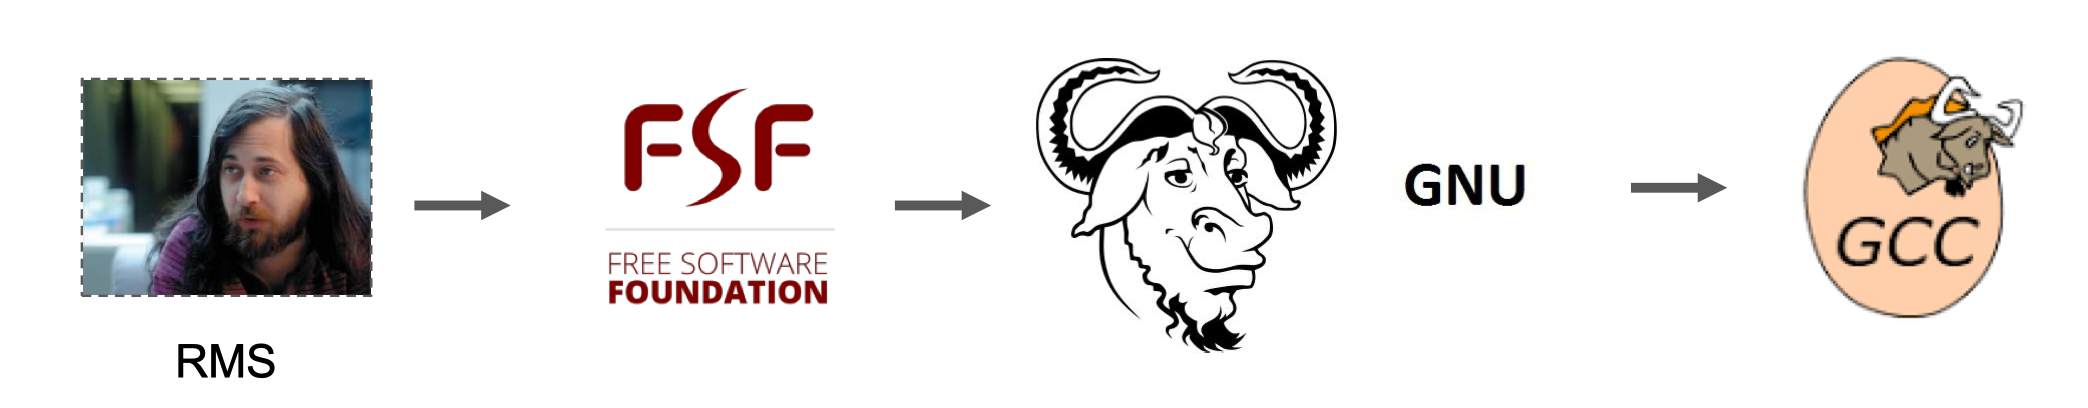 RMS
FSF
FREE SOFTWARE
FOUNDATION
GNU
GCC